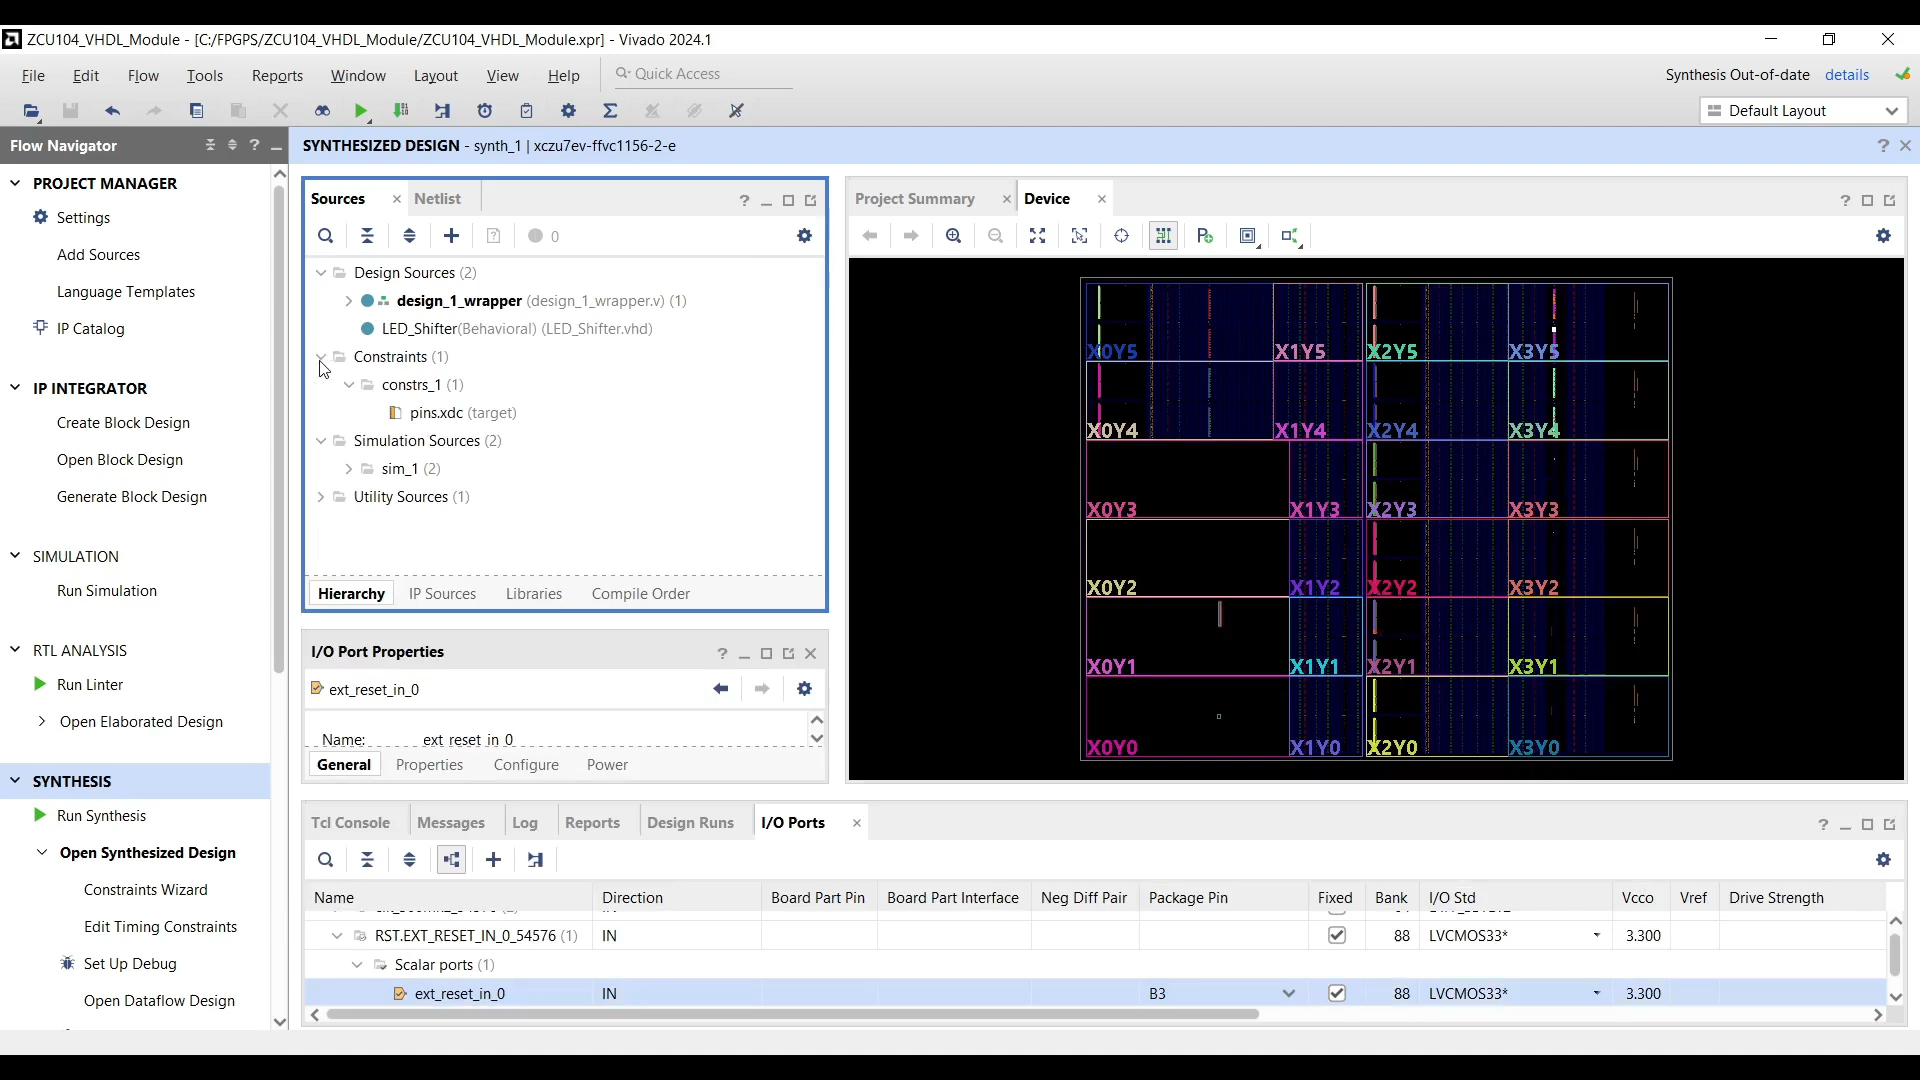 ZCU104_VHDL_Module - [C:/FPGPS/ZCU104_VHDL_Module/ZCU104_VHDL_Module.xpr] - Vivado 2024.1
File Edit Flow Tools Reports Window Layout View Help Quick Access
Synthesis Out-of-date details
Default Layout
Flow Navigator
SYNTHESIZED DESIGN - synth_1 | xczu7ev-ffvc1156-2-e
PROJECT MANAGER
Settings
Add Sources
Language Templates
IP Catalog
IP INTEGRATOR
Create Block Design
Open Block Design
Generate Block Design
SIMULATION
Run Simulation
RTL ANALYSIS
Run Linter
Open Elaborated Design
SYNTHESIS
Run Synthesis
Open Synthesized Design
Constraints Wizard
Edit Timing Constraints
Set Up Debug
Open Dataflow Design
Sources Netlist
0
Design Sources (2)
design_1_wrapper (design_1_wrapper.v) (1)
LED_Shifter(Behavioral) (LED_Shifter.vhd)
Constraints (1)
constrs_1 (1)
pins.xdc (target)
Simulation Sources (2)
sim_1 (2)
Utility Sources (1)
Hierarchy IP Sources Libraries Compile Order
I/O Port Properties
ext_reset_in_0
Name: ext_reset_in_0
General Properties Configure Power
Project Summary Device
X0Y5 X1Y5 X2Y5 X3Y5
X0Y4 X1Y4 X2Y4 X3Y4
X0Y3 X1Y3 X2Y3 X3Y3
X0Y2 X1Y2 X2Y2 X3Y2
X0Y1 X1Y1 X2Y1 X3Y1
X0Y0 X1Y0 X2Y0 X3Y0
Tcl Console Messages Log Reports Design Runs I/O Ports
Name Direction Board Part Pin Board Part Interface Neg Diff Pair Package Pin Fixed Bank I/O Std Vcco Vref Drive Strength
RST.EXT_RESET_IN_0_54576 (1) IN 88 LVCMOS33* 3.300
Scalar ports (1)
ext_reset_in_0 IN B3 88 LVCMOS33* 3.300